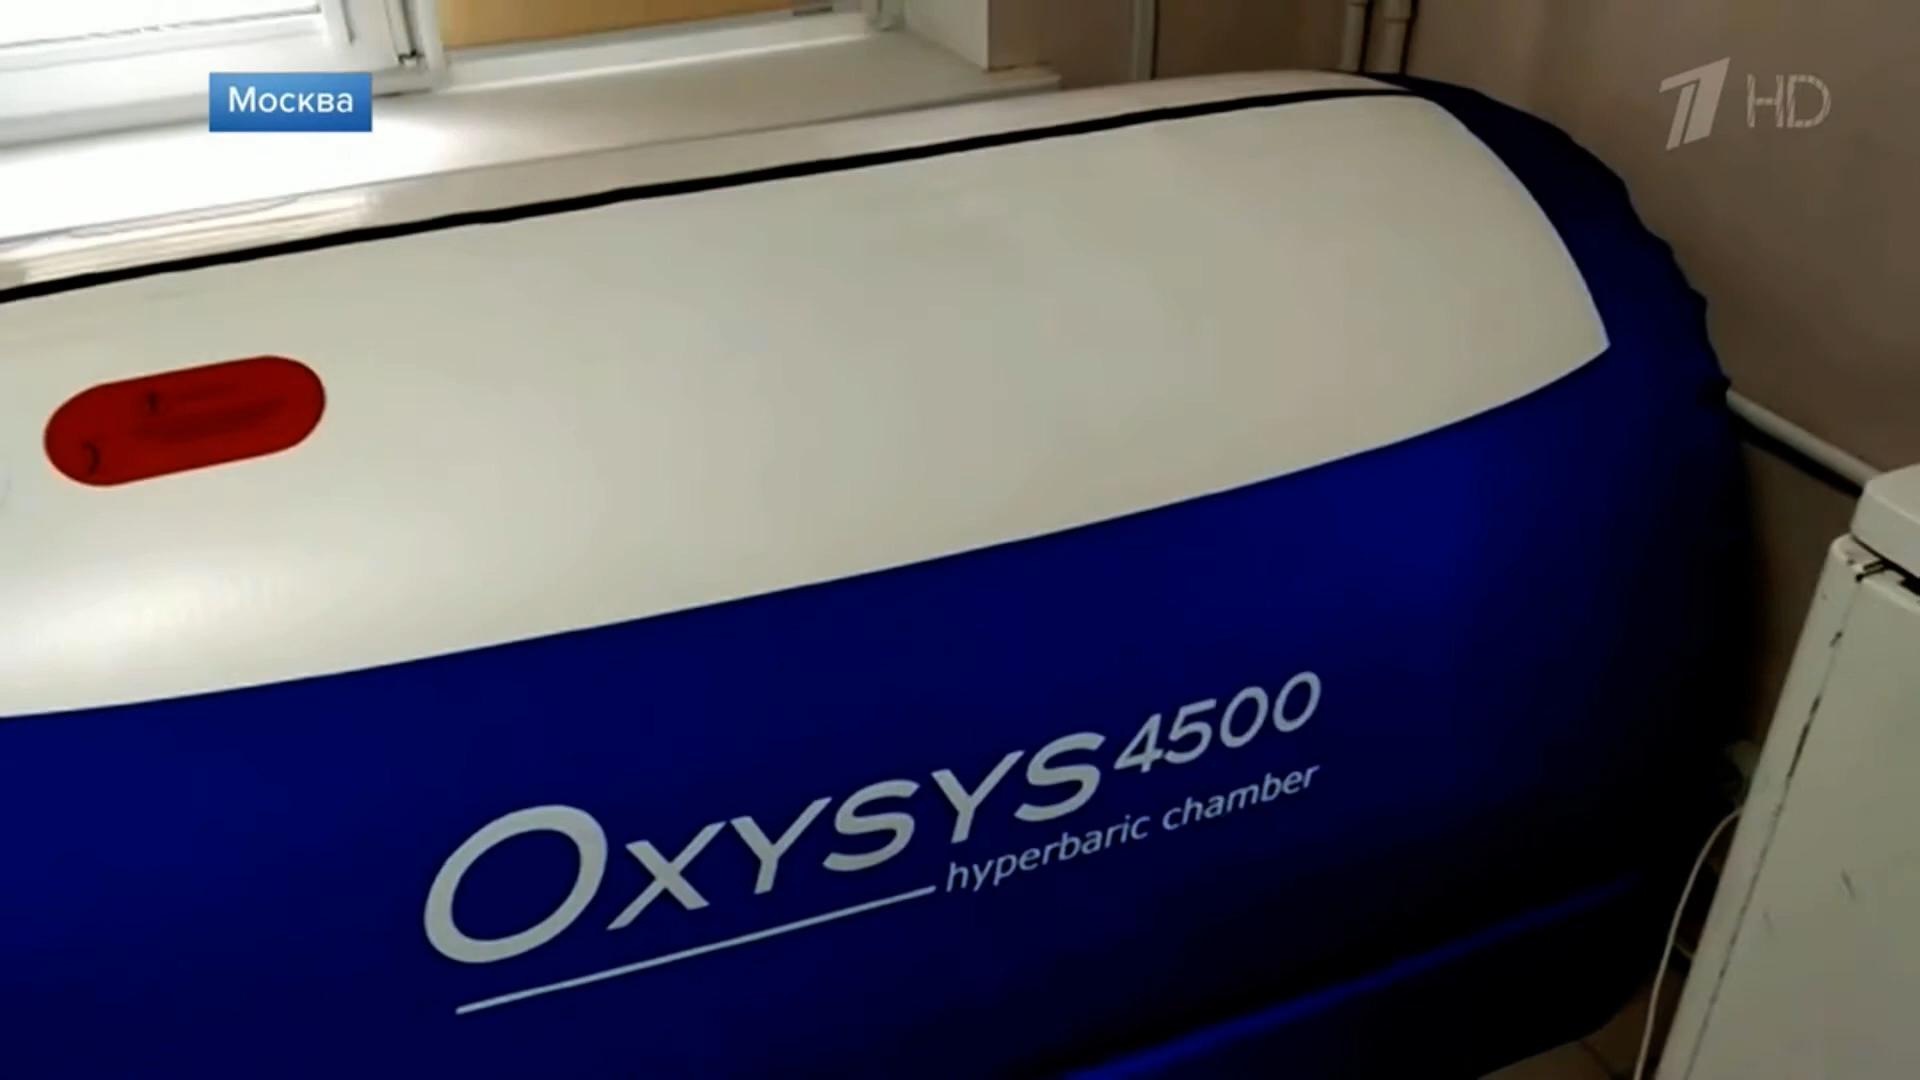 Москва
HD
OXYSYS 4500
hyperbaric chamber